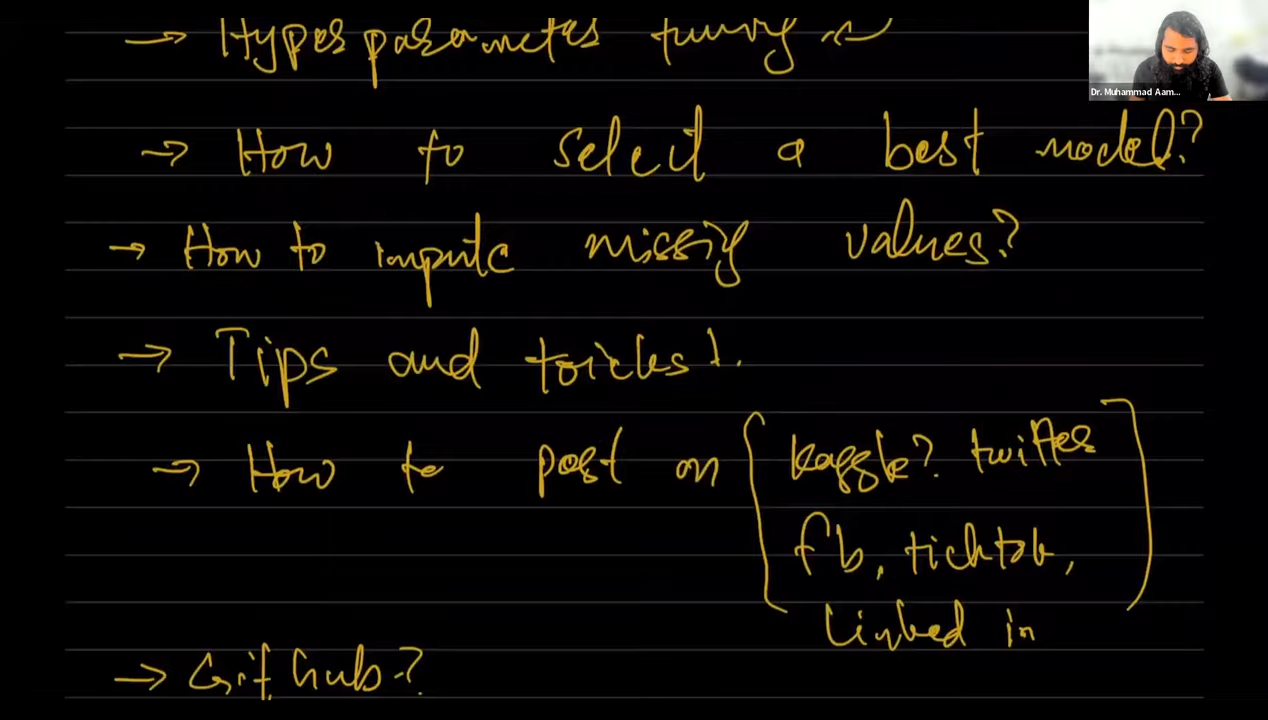 → Hyper parameters tuning
Dr. Muhammad Aam...
→ How to select a best model?
→ How to impute missing values?
→ Tips and tricks!.
→ How to post on [kaggle? twitter
fb, ticktok,
linked in]
→ Git hub?